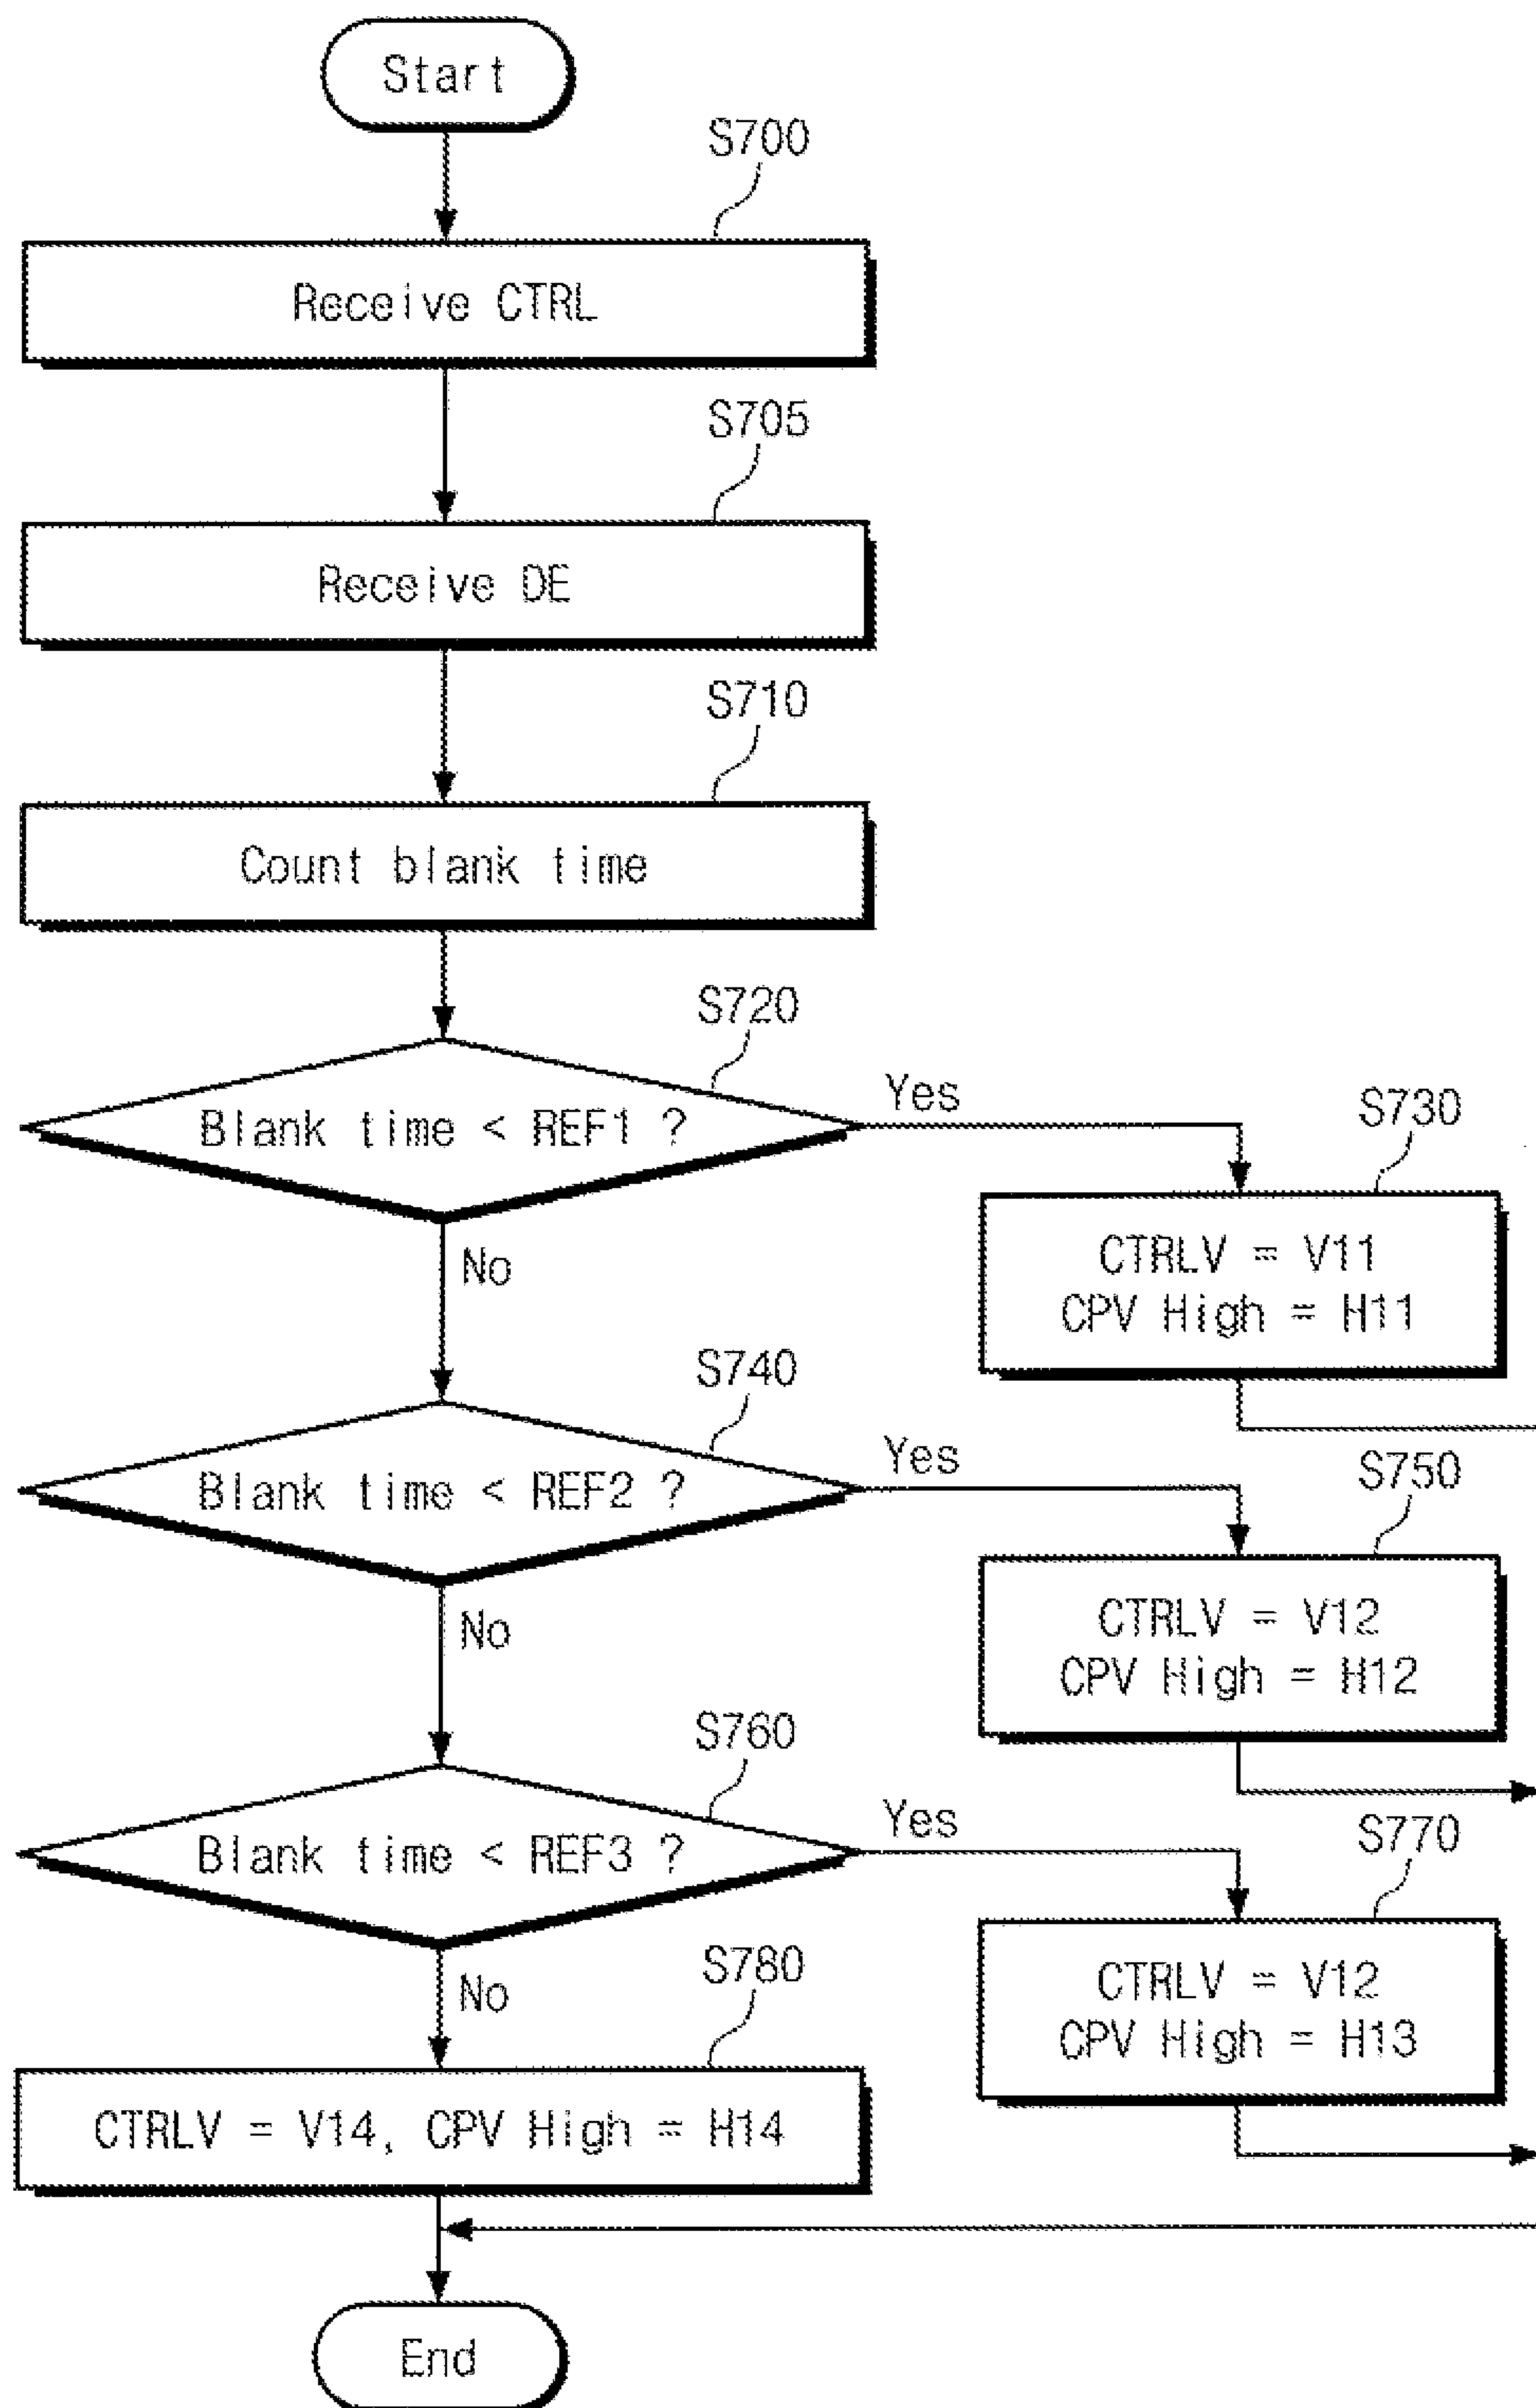 Start
S700
Receive CTRL
S705
Receive DE
S710
Count blank time
S720
Blank time < REF1 ?
Yes
S730
CTRLV = V11
CPV High = H11
No
S740
Blank time < REF2 ?
Yes
S750
CTRLV = V12
CPV High = H12
No
S760
Blank time < REF3 ?
Yes
S770
CTRLV = V12
CPV High = H13
No
S780
CTRLV = V14, CPV High = H14
End